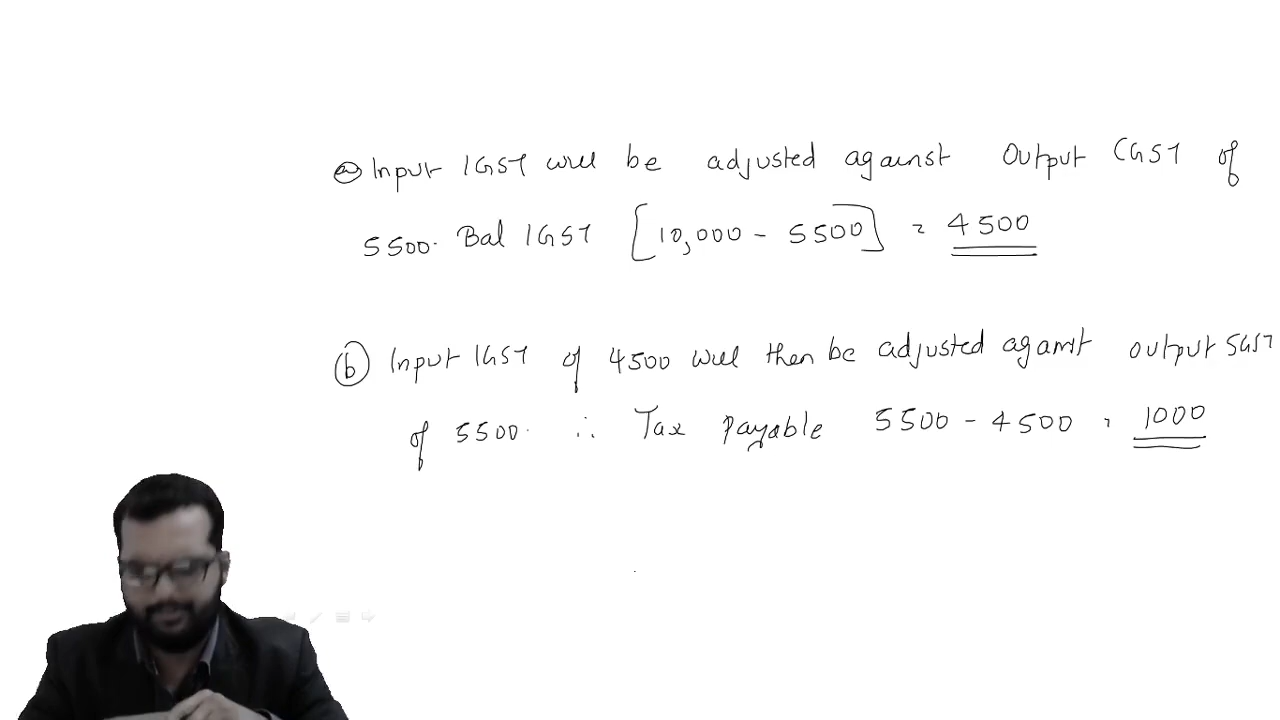 (a) Input IGST will be adjusted against Output CGST of
5500. Bal IGST [10,000 - 5500] = 4500
(b) Input IGST of 4500 will then be adjusted against output SGST
of 5500. ∴ Tax payable 5500 - 4500 = 1000